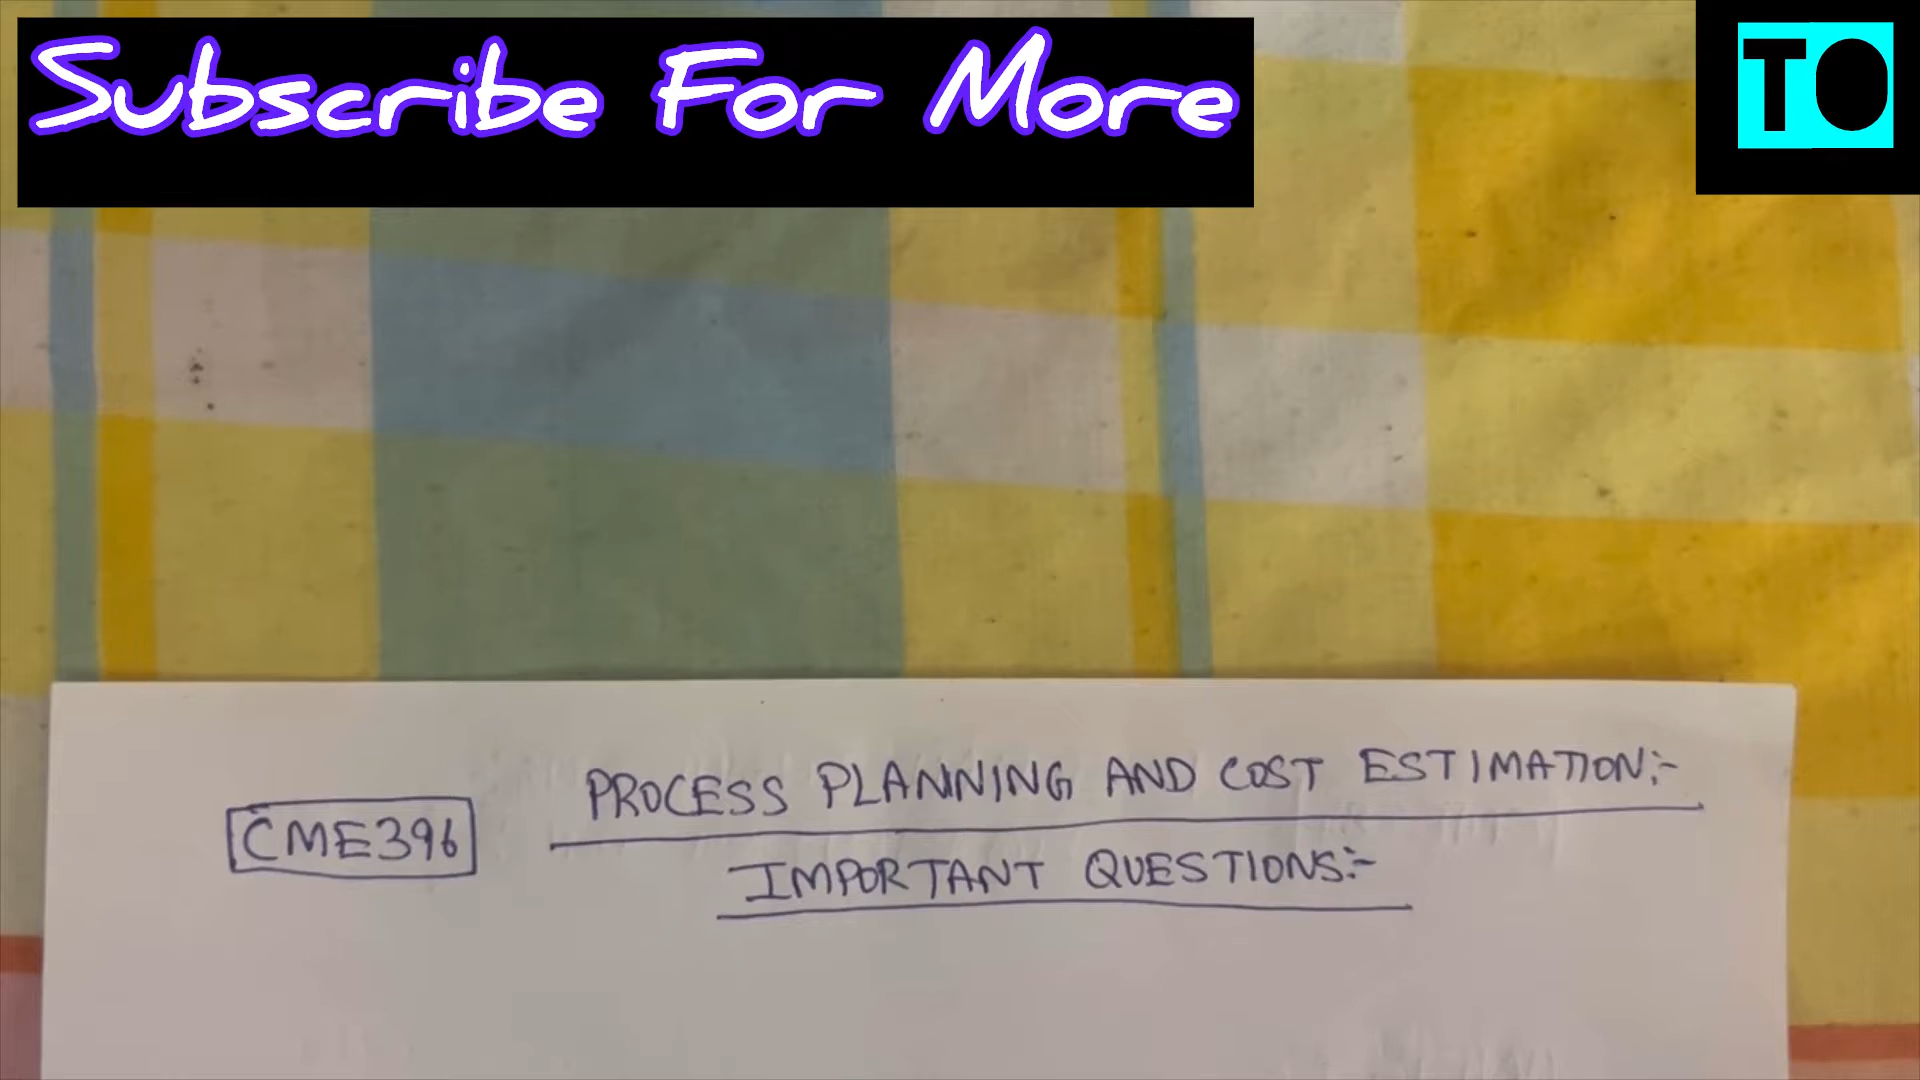 Subscribe For More
TO
PROCESS PLANNING AND COST ESTIMATION:-
CME396
IMPORTANT QUESTIONS:-